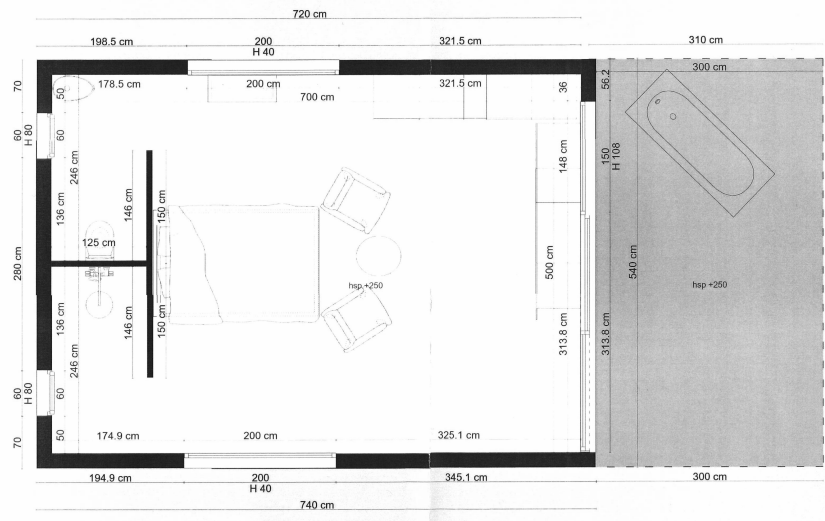 720 cm
198.5 cm 200 321.5 cm 310 cm
H 40
300 cm
178.5 cm 200 cm 321.5 cm
700 cm
70
50
36
56.2
60
H 80
60
246 cm
148 cm
150
H 108
136 cm
146 cm
150 cm
125 cm
280 cm
500 cm
540 cm
hsp +250
hsp +250
136 cm
146 cm
150 cm
313.8 cm
313.8 cm
246 cm
60
H 80
60
70
50
174.9 cm 200 cm 325.1 cm
194.9 cm 200 345.1 cm 300 cm
H 40
740 cm